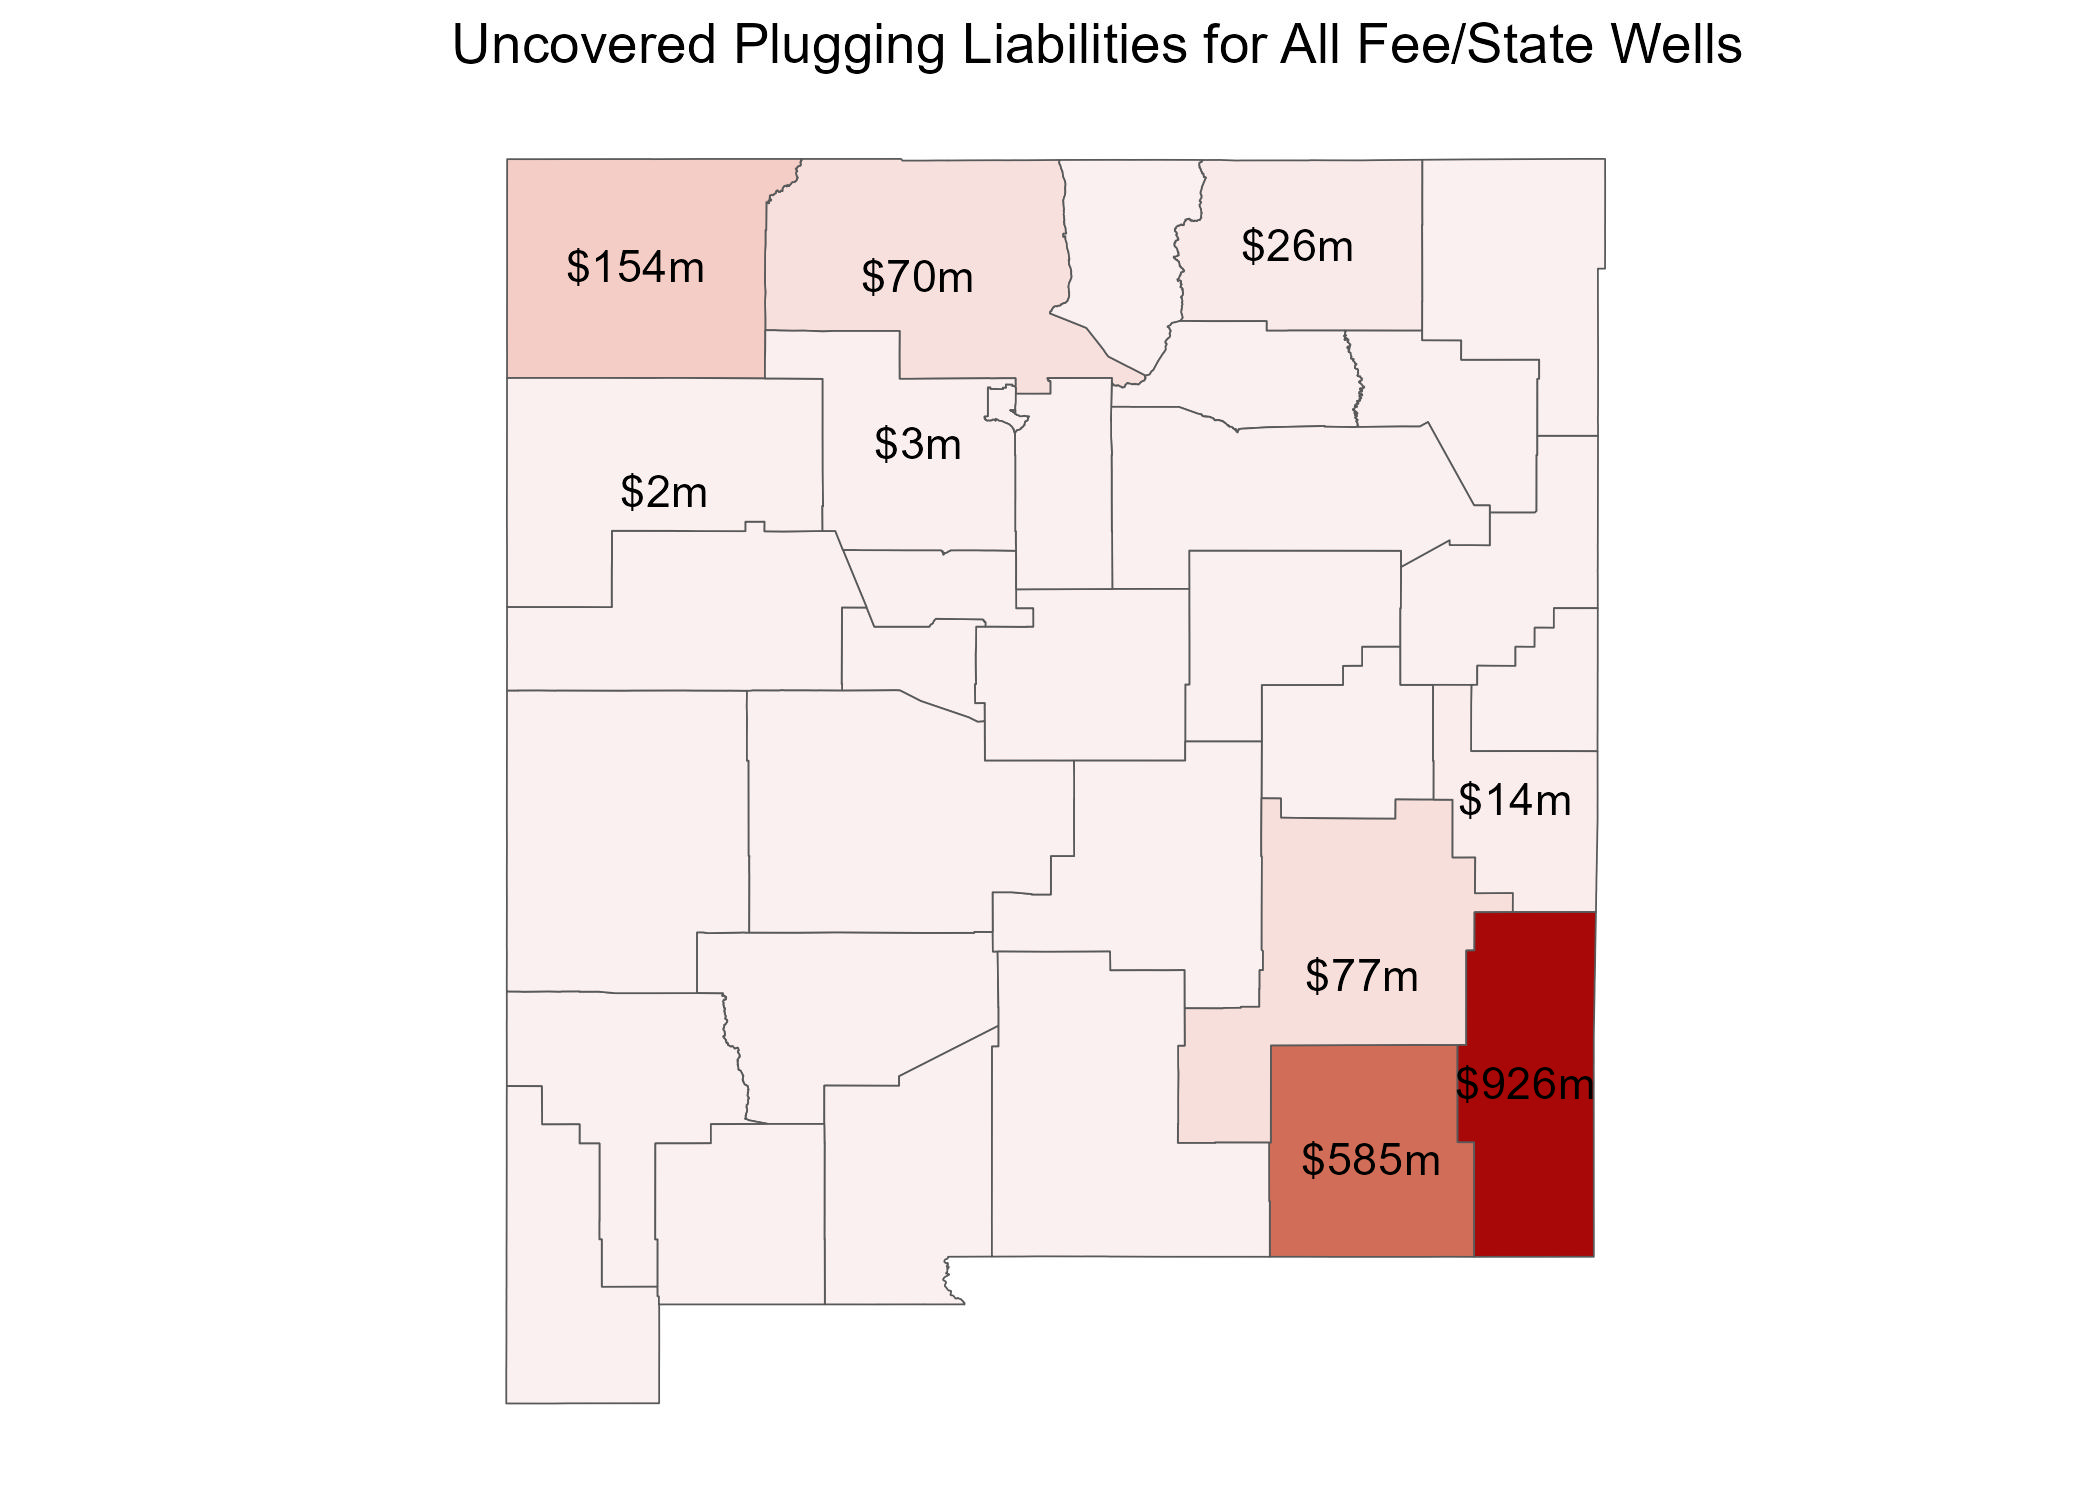 Uncovered Plugging Liabilities for All Fee/State Wells
$154m
$70m
$26m
$3m
$2m
$14m
$77m
$926m
$585m